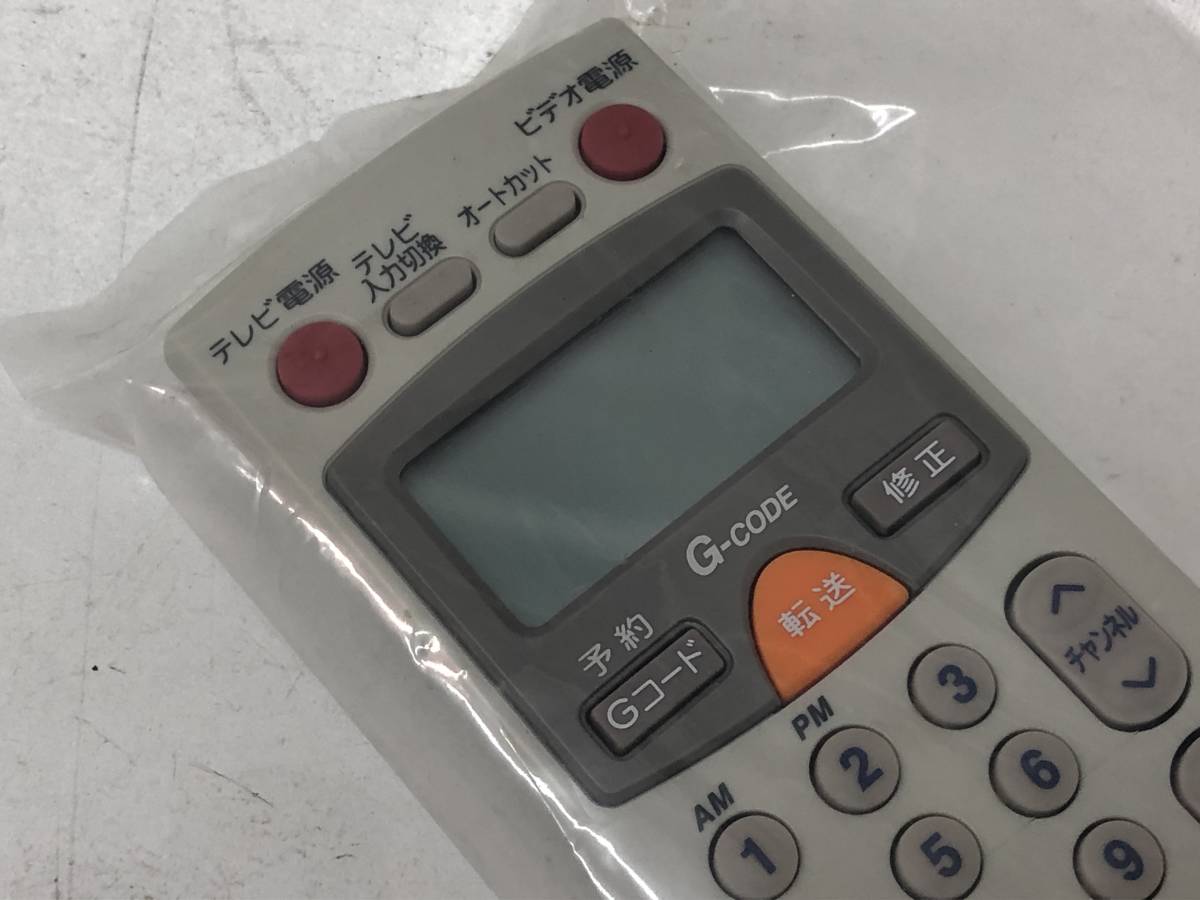 ビデオ電源
オートカット
テレビ
入力切換
テレビ電源
修正
G-CODE
転送
予約
Gコード
チャンネル
PM
AM
3
2
6
1
5
9